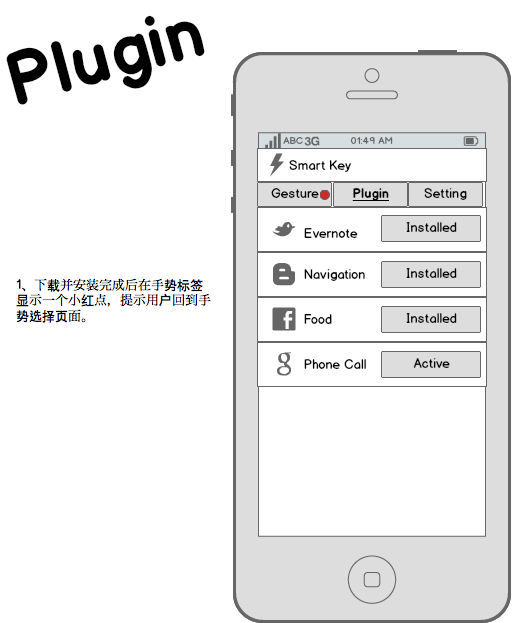 Plugin
ABC 3G 01:49 AM
Smart Key
Gesture Plugin Setting
Evernote Installed
Navigation Installed
Food Installed
Phone Call Active
1、下载并安装完成后在手势标签
显示一个小红点，提示用户回到手
势选择页面。